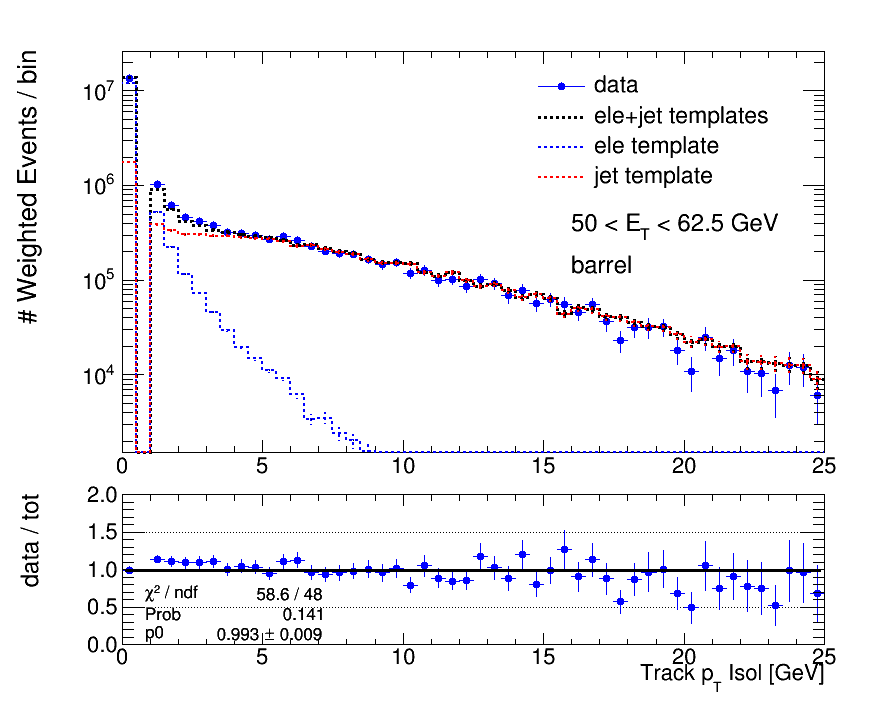 # Weighted Events / bin
10⁷
10⁶
10⁵
10⁴
data
ele+jet templates
ele template
jet template
50 < E_T < 62.5 GeV
barrel
0 5 10 15 20 25
data / tot
2.0
1.5
1.0
0.5
0.0
χ² / ndf 58.6 / 48
Prob 0.141
p0 0.993 ± 0.009
0 5 10 15 20 25
Track p_T Isol [GeV]